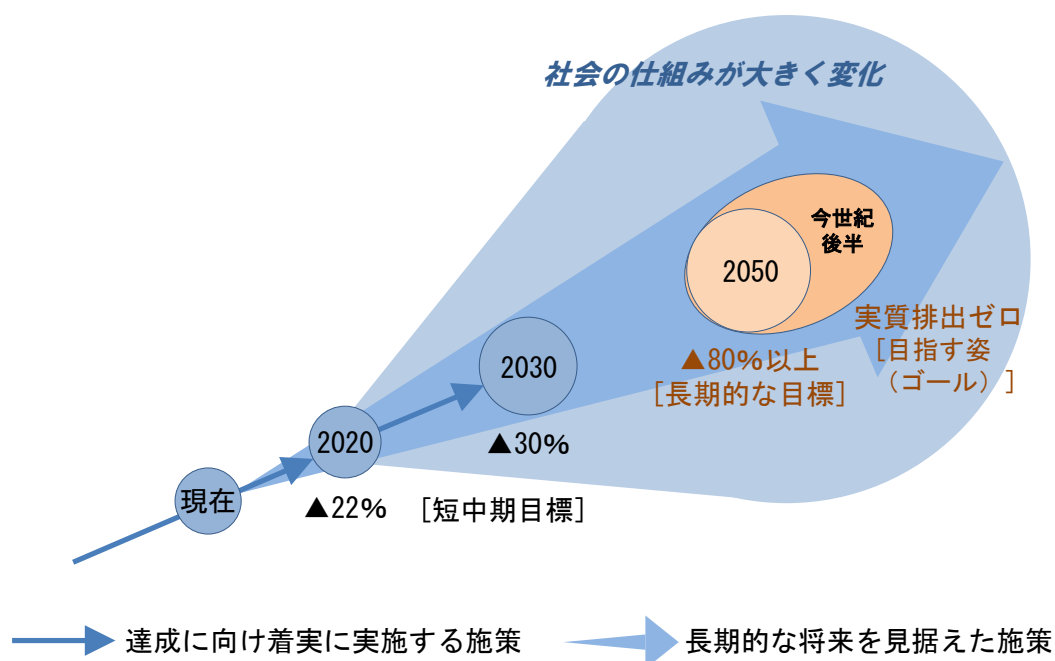 社会の仕組みが大きく変化
今世紀
後半
2050
実質排出ゼロ
[目指す姿
(ゴール)]
▲80%以上
[長期的な目標]
2030
▲30%
2020
▲22% [短中期目標]
現在
達成に向け着実に実施する施策
長期的な将来を見据えた施策